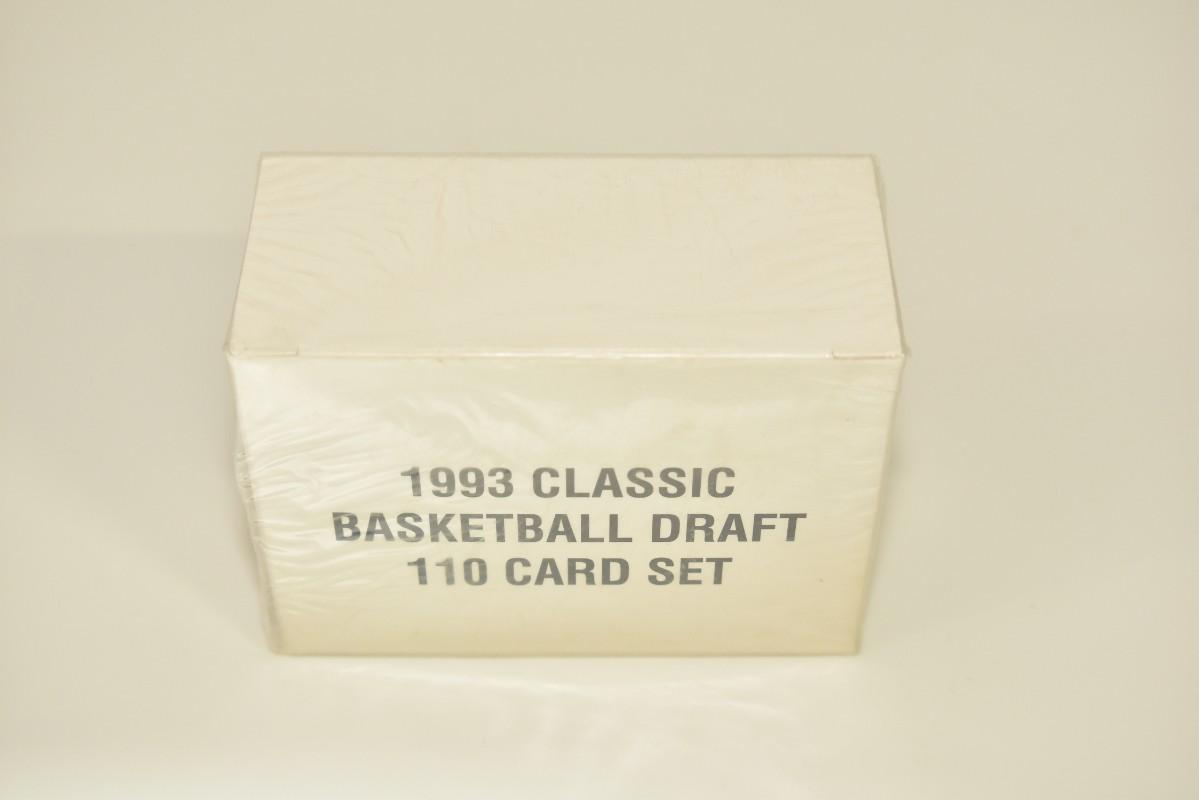 1993 CLASSIC
BASKETBALL DRAFT
110 CARD SET